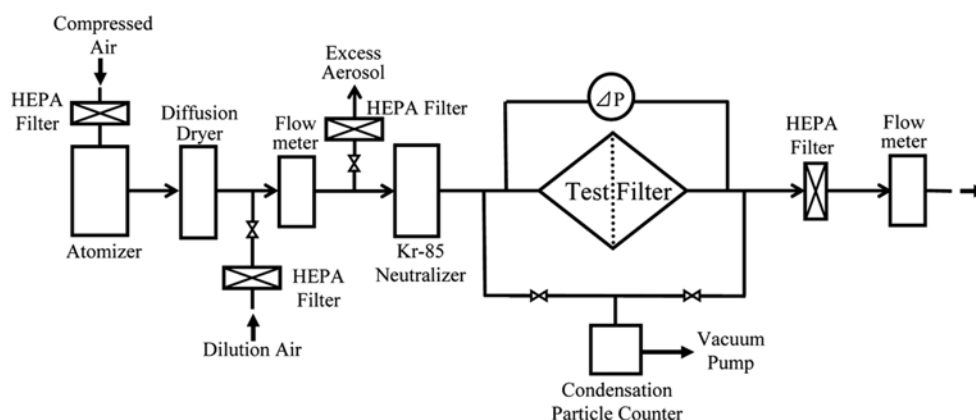 Compressed
Air
HEPA
Filter
Atomizer
Diffusion
Dryer
HEPA
Filter
Dilution Air
Flow
meter
Excess
Aerosol
HEPA Filter
Kr-85
Neutralizer
⊿P
Test Filter
Condensation
Particle Counter
Vacuum
Pump
HEPA
Filter
Flow
meter